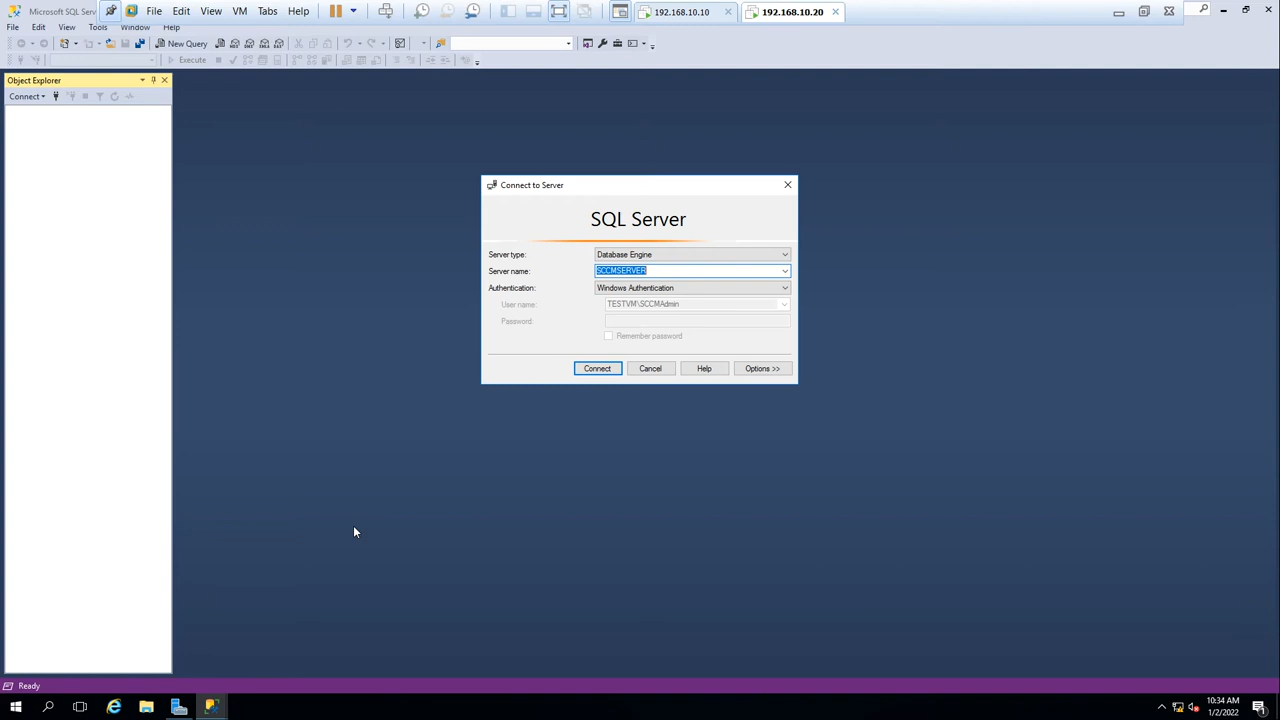 File Edit View VM Tabs Help
192.168.10.10
192.168.10.20
Microsoft SQL Serv
File Edit View Tools Window Help
New Query
Execute
Object Explorer
Connect
Connect to Server
SQL Server
Server type: Database Engine
Server name: SCCMSERVER
Authentication: Windows Authentication
User name: TESTVM\SCCMAdmin
Password:
Remember password
Connect Cancel Help Options >>
Ready
10:34 AM
1/2/2022